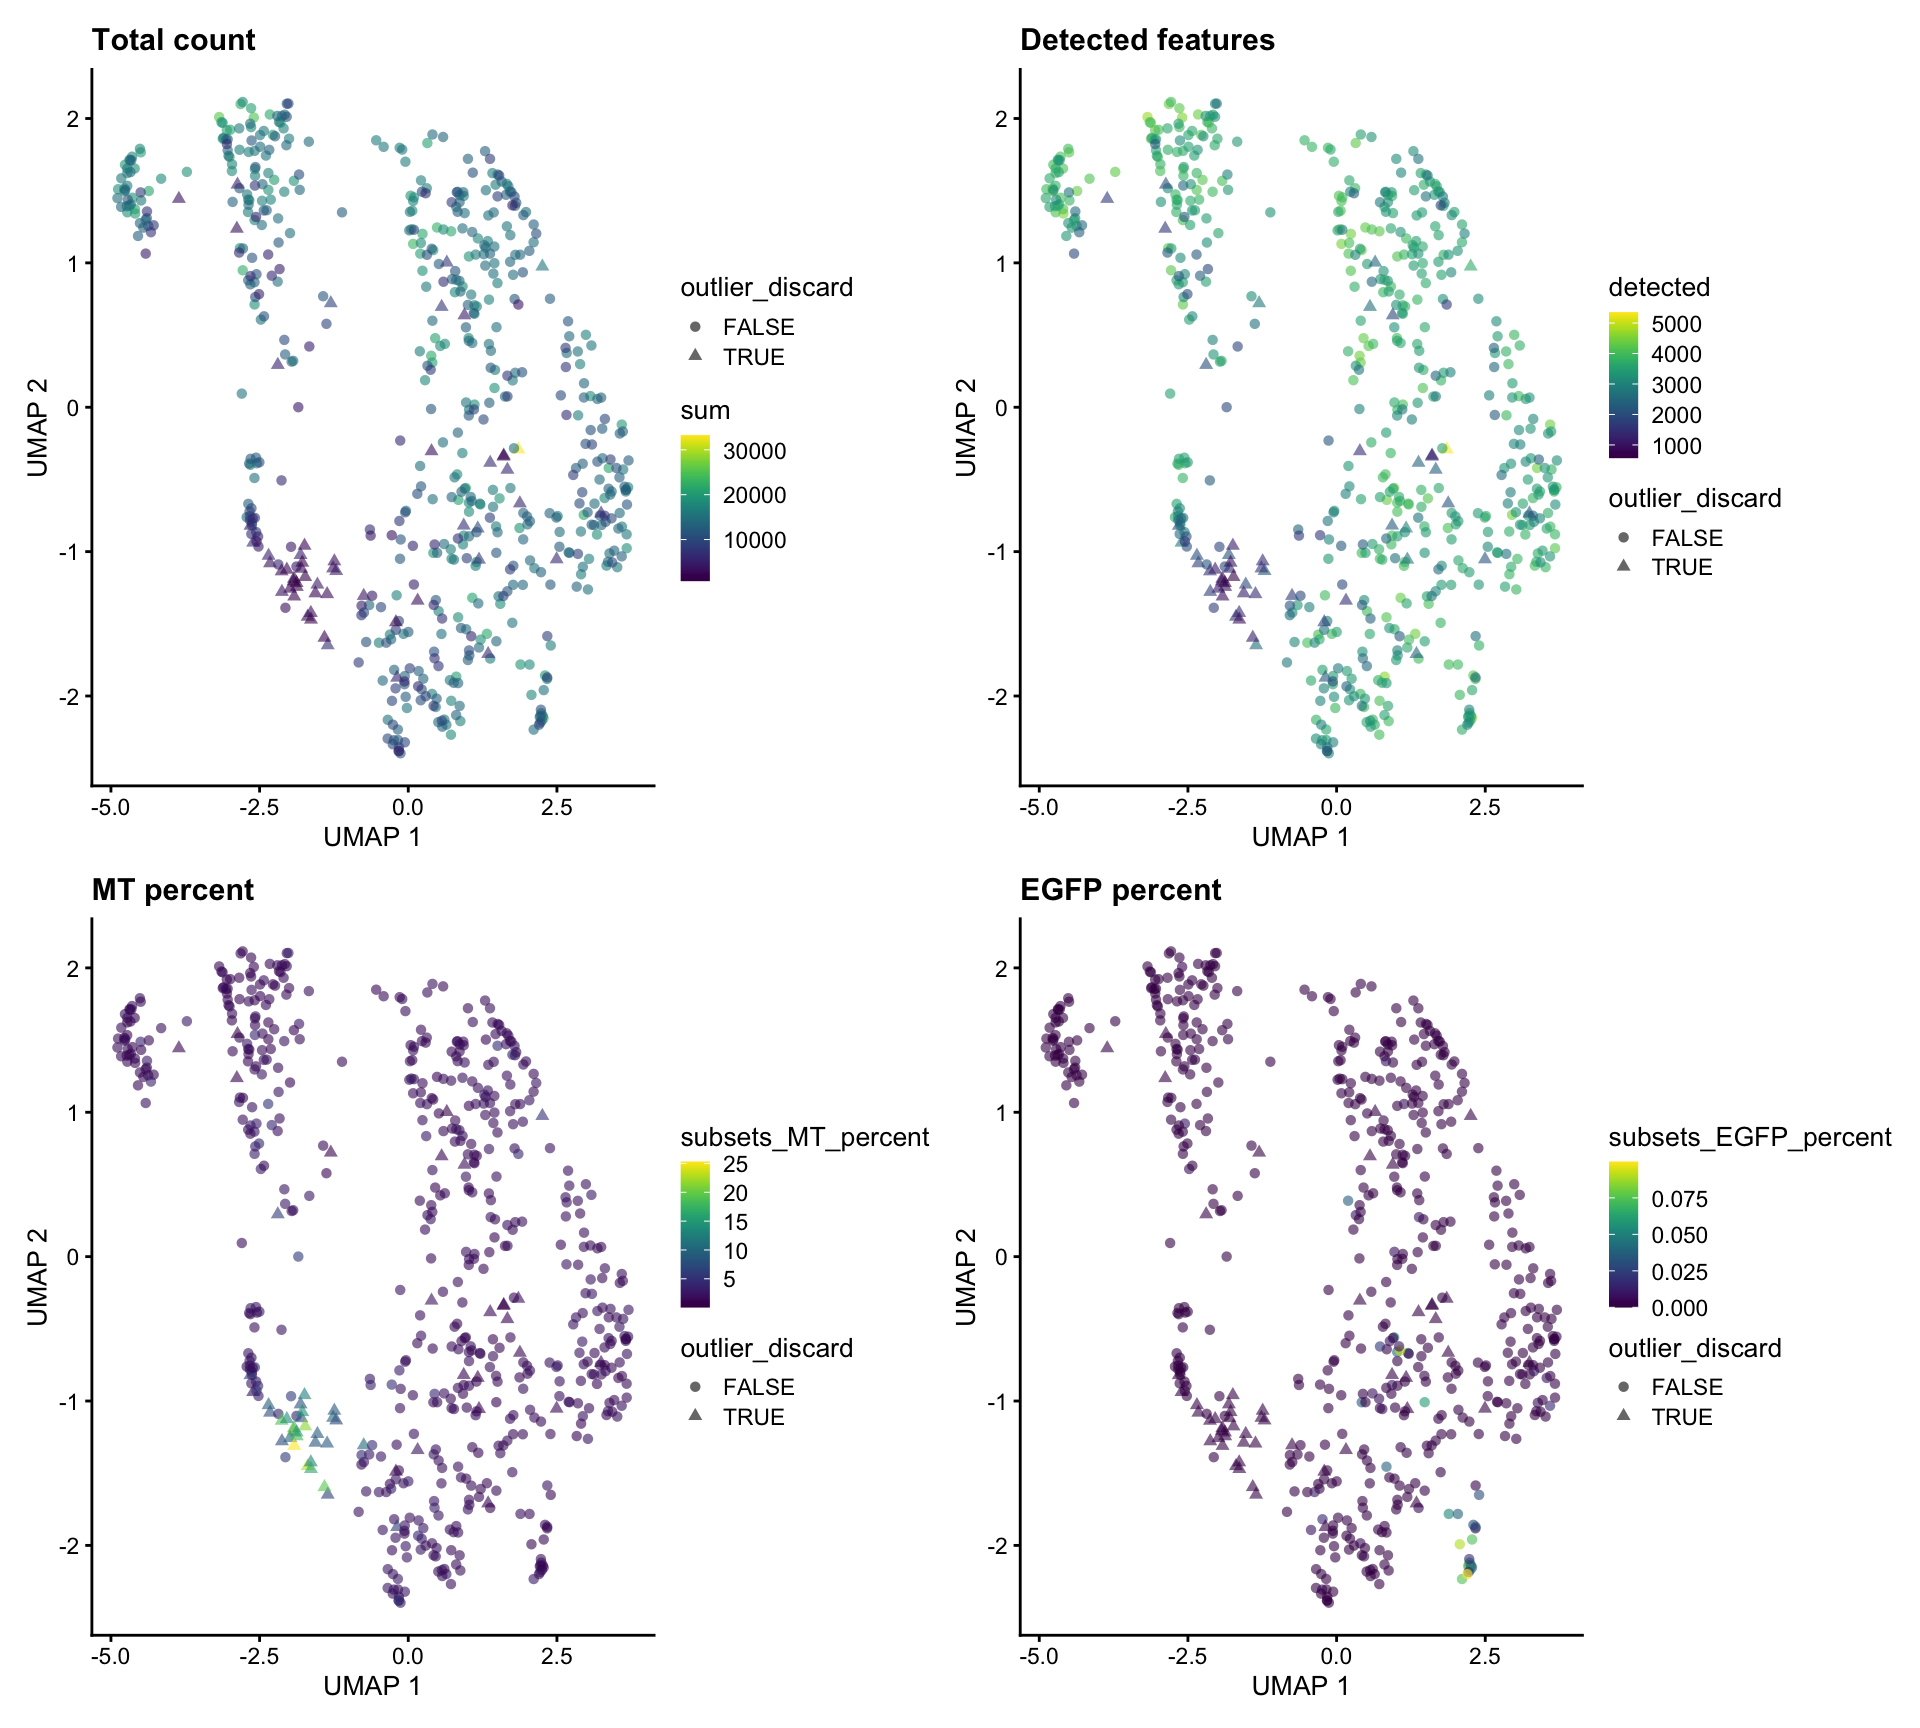 Total count
2
1
0
-1
-2
UMAP 2
-5.0 -2.5 0.0 2.5
UMAP 1
outlier_discard
FALSE
TRUE
sum
30000
20000
10000
Detected features
2
1
0
-1
-2
UMAP 2
-5.0 -2.5 0.0 2.5
UMAP 1
detected
5000
4000
3000
2000
1000
outlier_discard
FALSE
TRUE
MT percent
2
1
0
-1
-2
UMAP 2
-5.0 -2.5 0.0 2.5
UMAP 1
subsets_MT_percent
25
20
15
10
5
outlier_discard
FALSE
TRUE
EGFP percent
2
1
0
-1
-2
UMAP 2
-5.0 -2.5 0.0 2.5
UMAP 1
subsets_EGFP_percent
0.075
0.050
0.025
0.000
outlier_discard
FALSE
TRUE